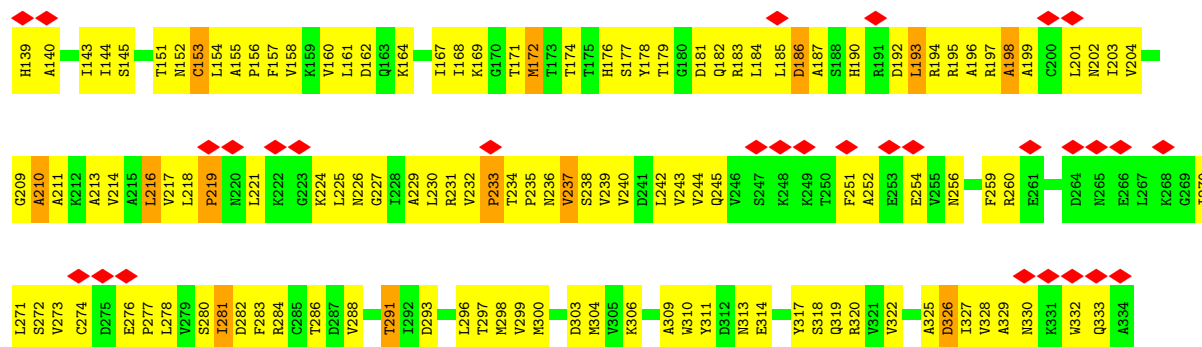 H139 A140 I143 I144 S145 T151 N152 C153 L154 A155 P156 F157 V158 K159 V160 L161 D162 Q163 K164 I167 I168 K169 G170 T171 M172 T173 T174 T175 H176 S177 Y178 T179 G180 D181 Q182 R183 L184 L185 D186 A187 S188 H190 R191 D192 L193 R194 R195 A196 R197 A198 A199 C200 L201 N202 I203 V204
G209 A210 A211 K212 A213 V214 A215 L216 V217 L218 P219 N220 L221 K222 G223 K224 L225 N226 G227 I228 A229 L230 R231 V232 P233 T234 P235 N236 V237 S238 V239 V240 D241 L242 V243 V244 Q245 V246 S247 K248 K249 T250 F251 A252 E253 E254 V255 N256 F259 R260 E261 D264 N265 E266 L267 K268 G269
L271 S272 V273 C274 D275 E276 P277 L278 V279 S280 I281 D282 F283 R284 C285 T286 D287 V288 T291 I292 D293 L296 T297 M298 V299 M300 D303 M304 V305 K306 A309 W310 Y311 D312 N313 E314 Y317 S318 Q319 R320 V321 V322 A325 D326 I327 V328 A329 N330 K331 W332 Q333 A334